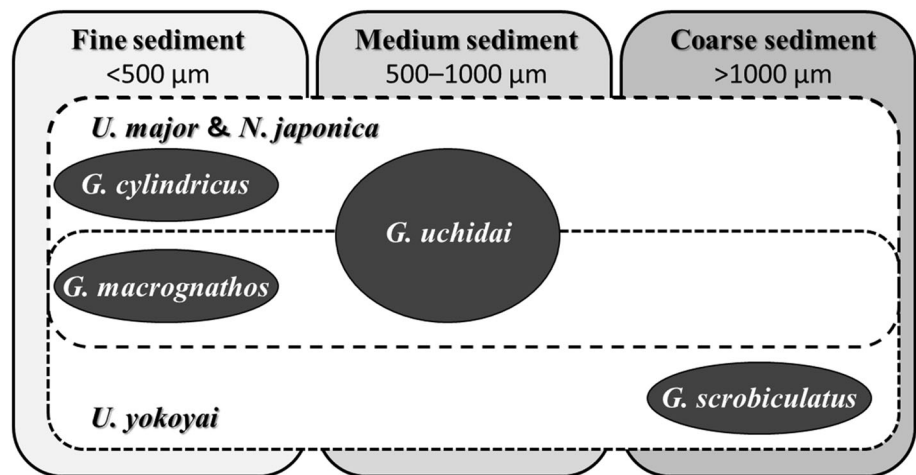 Fine sediment
<500 μm
Medium sediment
500–1000 μm
Coarse sediment
>1000 μm
U. major & N. japonica
G. cylindricus
G. uchidai
G. macrognathos
G. scrobiculatus
U. yokoyai